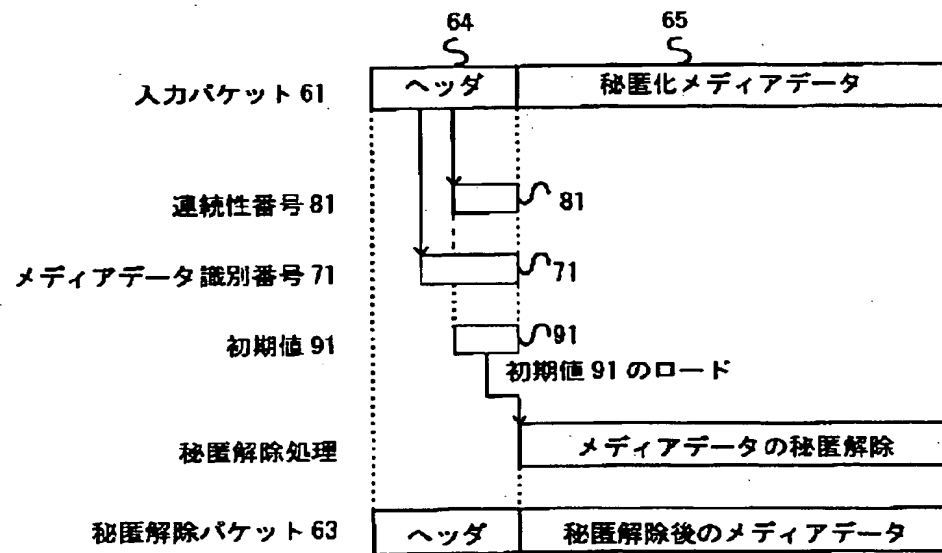 64 65
入力パケット 61 ヘッダ 秘匿化メディアデータ
連続性番号 81 81
メディアデータ識別番号 71 71
初期値 91 91
初期値 91 のロード
秘匿解除処理 メディアデータの秘匿解除
秘匿解除パケット 63 ヘッダ 秘匿解除後のメディアデータ